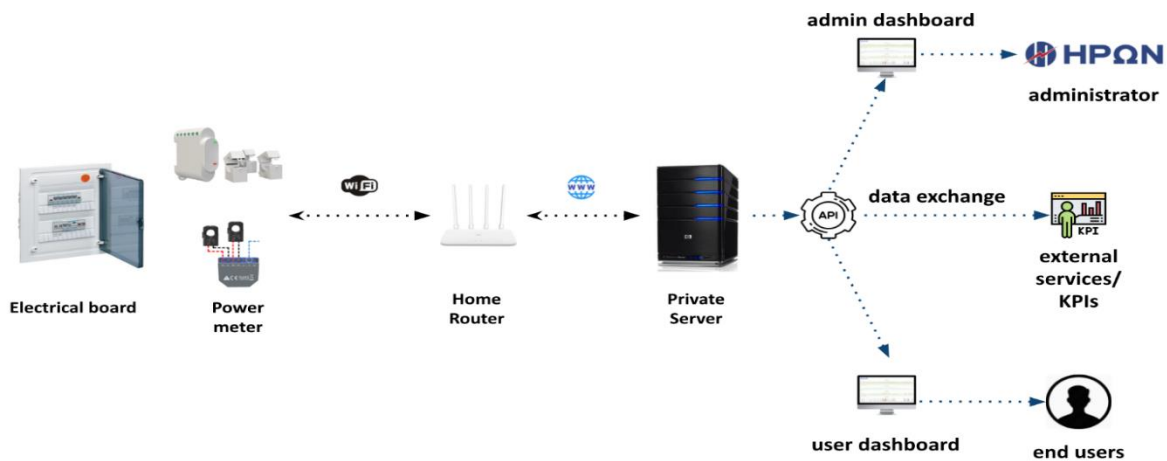 admin dashboard
ΗΡΩΝ
administrator
WiFi
www
API
data exchange
KPI
external
services/
KPIs
Electrical board
Power
meter
Home
Router
Private
Server
user dashboard
end users